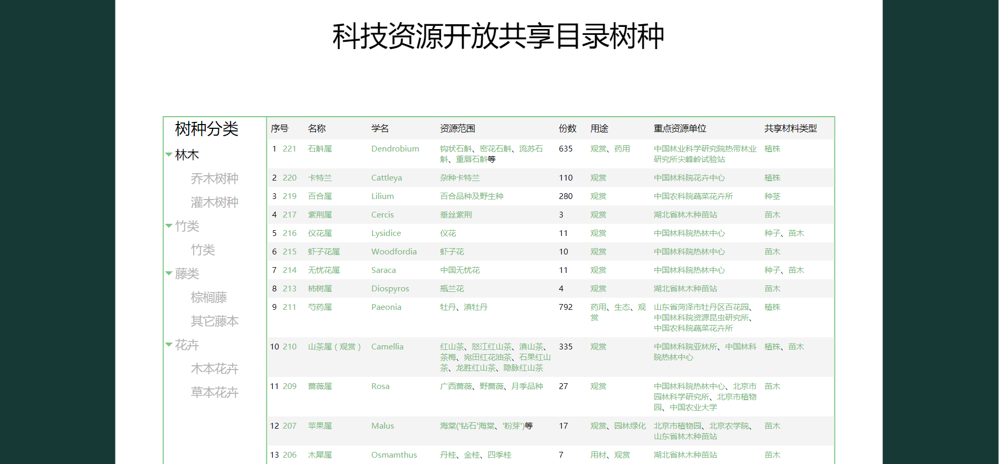 科技资源开放共享目录树种
树种分类
林木
乔木树种
灌木树种
竹类
竹类
藤类
棕榈藤
其它藤本
花卉
木本花卉
草本花卉
序号 名称 学名 资源范围 份数 用途 重点资源单位 共享材料类型
1 221 石斛属 Dendrobium 钩状石斛、密花石斛、流苏石 635 观赏、药用 中国林业科学研究院热带林业 植株
斛、重唇石斛等 研究所尖峰岭试验站
2 220 卡特兰 Cattleya 杂种卡特兰 110 观赏 中国林科院花卉中心 植株
3 219 百合属 Lilium 百合品种及野生种 280 观赏 中国农科院蔬菜花卉所 种茎
4 217 紫荆属 Cercis 垂丝紫荆 3 观赏 湖北省林木种苗站 苗木
5 216 仪花属 Lysidice 仪花 11 观赏 中国林科院热林中心 种子、苗木
6 215 虾子花属 Woodfordia 虾子花 10 观赏 中国林科院热林中心 苗木
7 214 无忧花属 Saraca 中国无忧花 11 观赏 中国林科院热林中心 种子、苗木
8 213 柿树属 Diospyros 瓶兰花 4 观赏 湖北省林木种苗站 苗木
9 211 芍药属 Paeonia 牡丹、滇牡丹 792 药用、生态、观 山东省菏泽市牡丹区百花园、 植株
赏 中国林科院资源昆虫研究所、
中国农科院蔬菜花卉所
10 210 山茶属（观赏） Camellia 红山茶、怒江红山茶、滇山茶、 335 观赏 中国林科院亚林所、中国林科 植株、苗木
茶梅、宛田红花油茶、石果红山 院热林中心
茶、龙胜红山茶、隐脉红山茶
11 209 蔷薇属 Rosa 广西蔷薇、野蔷薇、月季品种 27 观赏 中国林科院热林中心、北京市 苗木
园林科学研究所、北京市植物
园、中国农业大学
12 207 苹果属 Malus 海棠('钻石'海棠、'粉芽')等 17 观赏、园林绿化 北京市植物园、北京农学院、 苗木
山东省林木种苗站
13 206 木犀属 Osmamthus 丹桂、金桂、四季桂 7 用材、观赏 湖北省林木种苗站 苗木